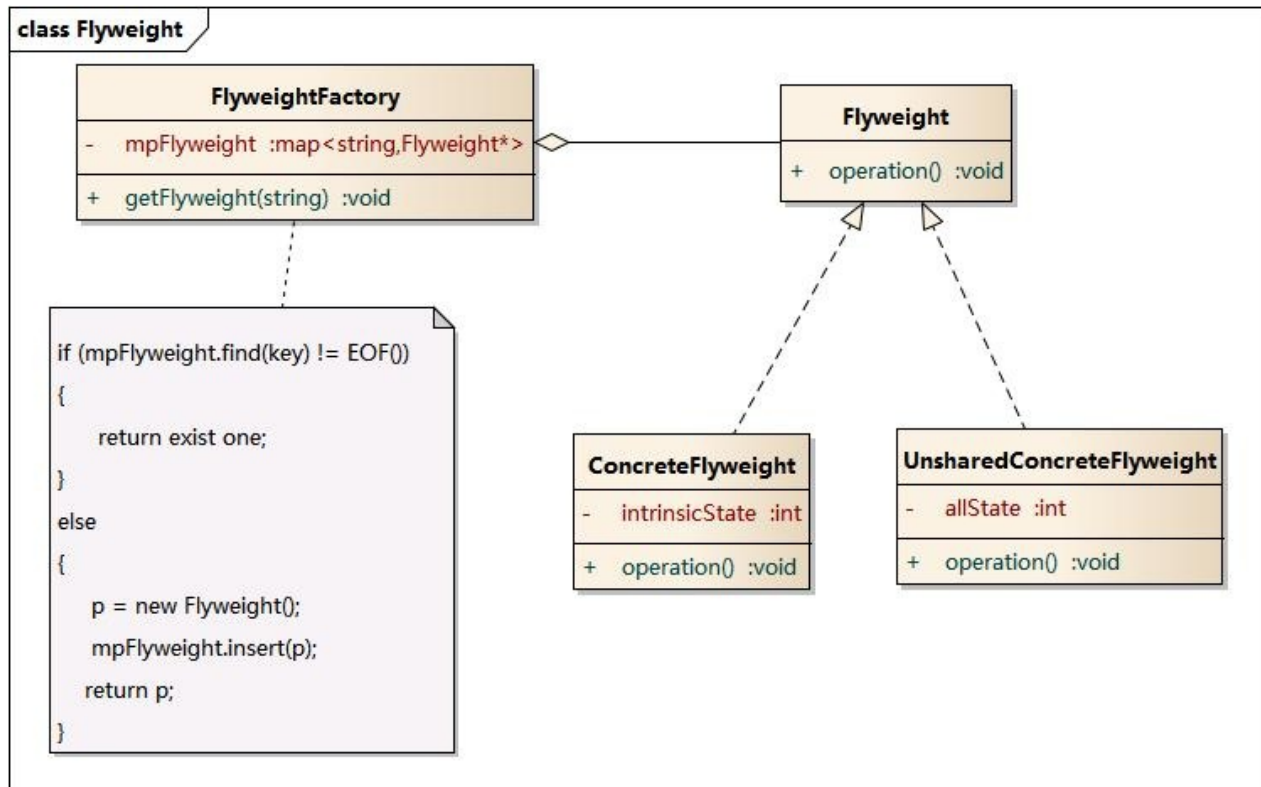 class Flyweight
FlyweightFactory
- mpFlyweight :map<string,Flyweight*>
+ getFlyweight(string) :void
Flyweight
+ operation() :void
if (mpFlyweight.find(key) != EOF())
{
return exist one;
}
else
{
p = new Flyweight();
mpFlyweight.insert(p);
return p;
}
ConcreteFlyweight
- intrinsicState :int
+ operation() :void
UnsharedConcreteFlyweight
- allState :int
+ operation() :void